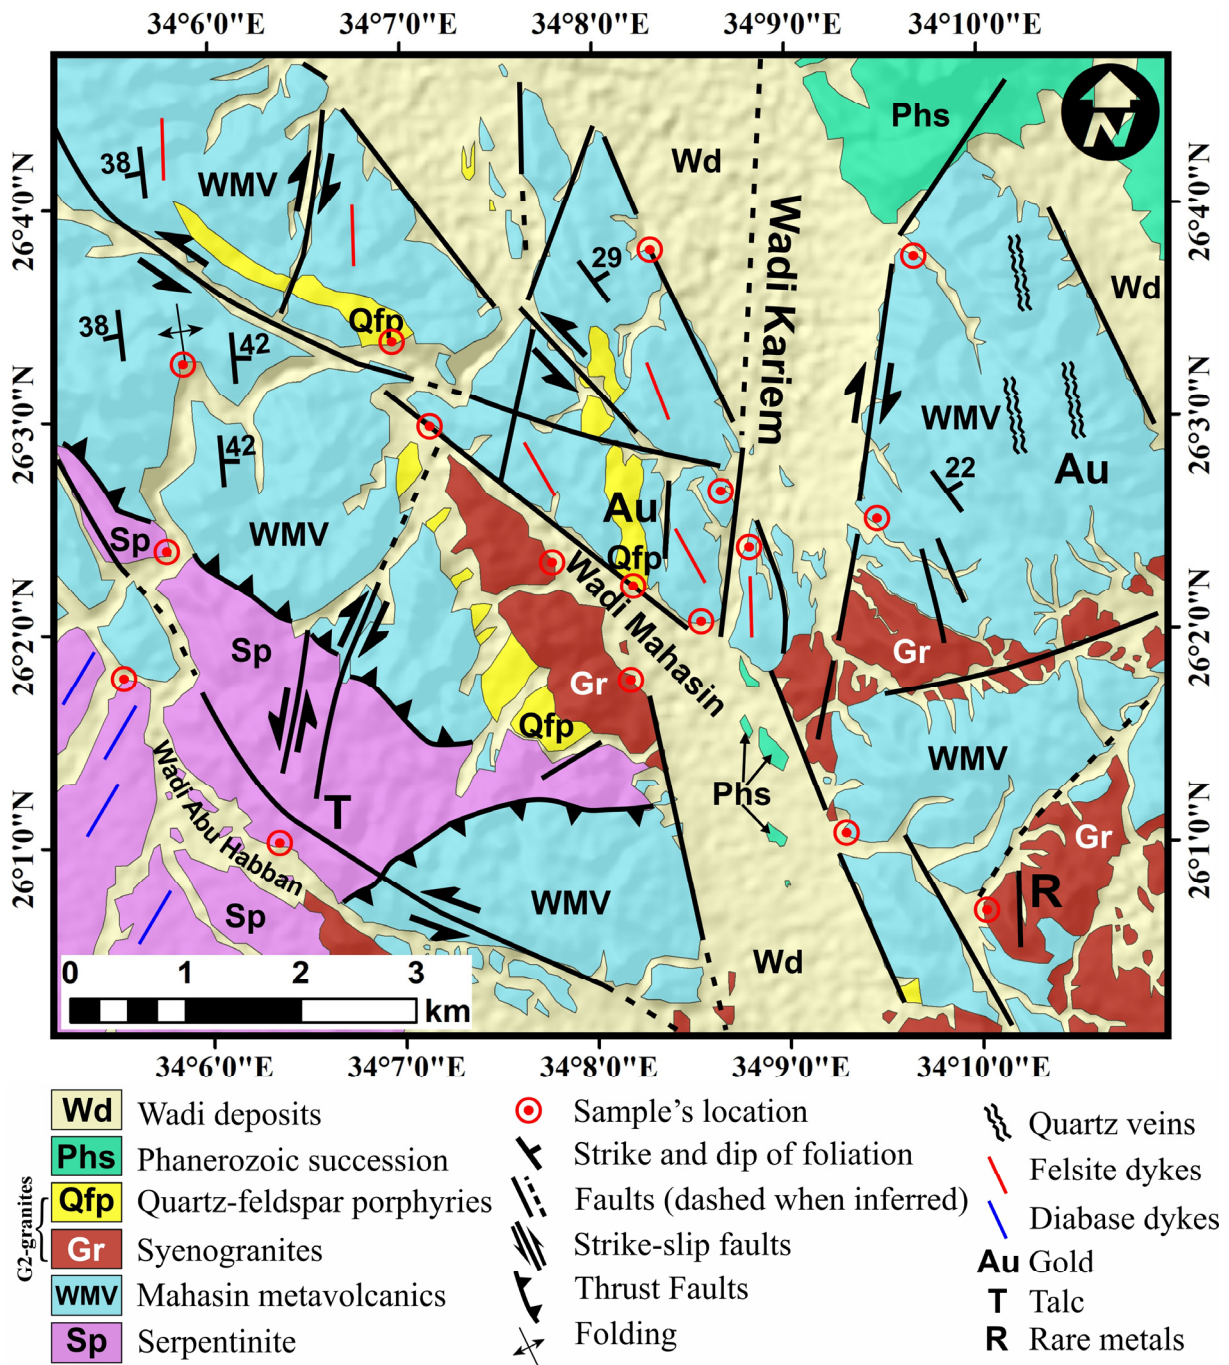 34°6'0"E 34°7'0"E 34°8'0"E 34°9'0"E 34°10'0"E
Phs
N
38
WMV
Wd
26°4'0"N
26°4'0"N
Wadi Kariem
29
Wd
38
Qfp
42
26°3'0"N
26°3'0"N
WMV
42
Au
22
Au
WMV
Sp
Qfp
Wadi Mahasin
26°2'0"N
26°2'0"N
Sp
Gr
Gr
Qfp
WMV
Wadi Abu Habban
Phs
T
26°1'0"N
26°1'0"N
Gr
R
WMV
Sp
Wd
0 1 2 3
km
34°6'0"E 34°7'0"E 34°8'0"E 34°9'0"E 34°10'0"E
Wd Wadi deposits
Phs Phanerozoic succession
G2-granites
Qfp Quartz-feldspar porphyries
Gr Syenogranites
WMV Mahasin metavolcanics
Sp Serpentinite
Sample's location
Strike and dip of foliation
Faults (dashed when inferred)
Strike-slip faults
Thrust Faults
Folding
Quartz veins
Felsite dykes
Diabase dykes
Au Gold
T Talc
R Rare metals